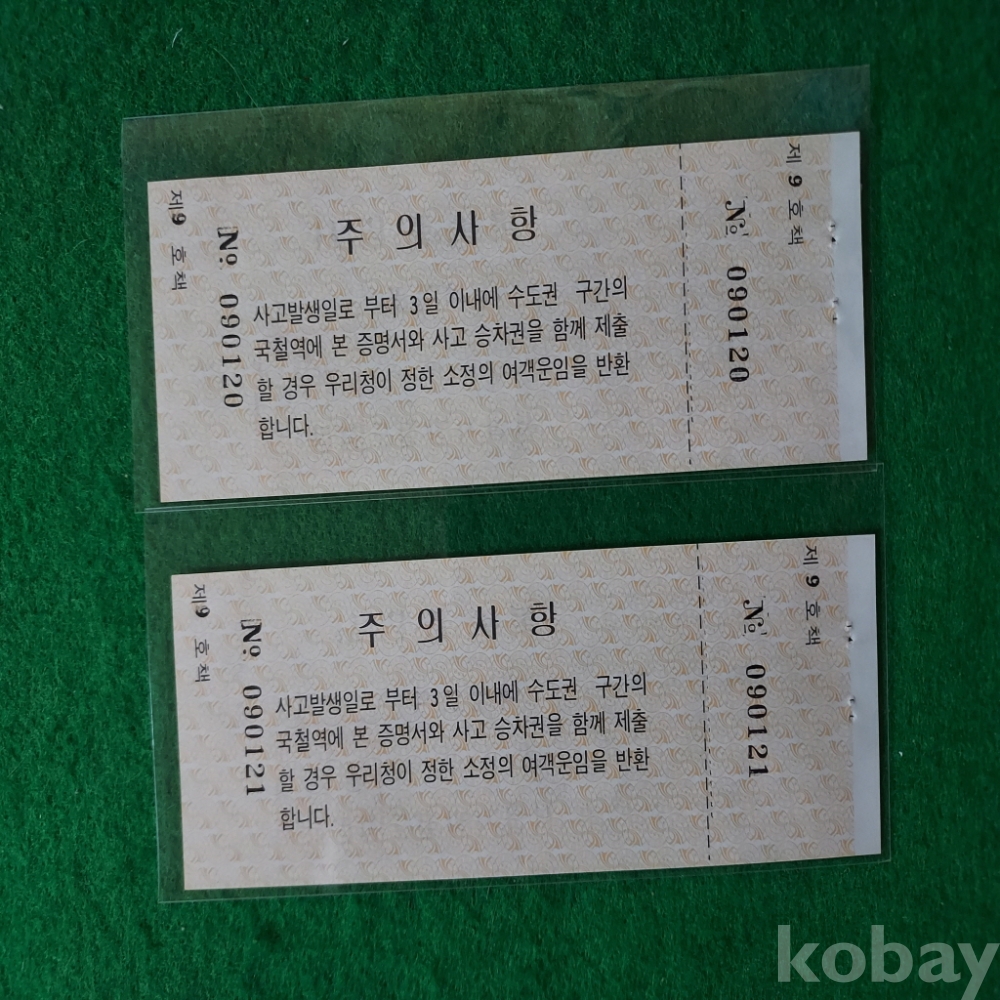 제9 호책
№ 090120
주의사항
사고발생일로 부터 3일 이내에 수도권 구간의
국철역에 본 증명서와 사고 승차권을 함께 제출
할 경우 우리청이 정한 소정의 여객운임을 반환
합니다.
№ 090120
제 9 호책
제9 호책
№ 090121
주의사항
사고발생일로 부터 3일 이내에 수도권 구간의
국철역에 본 증명서와 사고 승차권을 함께 제출
할 경우 우리청이 정한 소정의 여객운임을 반환
합니다.
№ 090121
제 9 호책
kobay